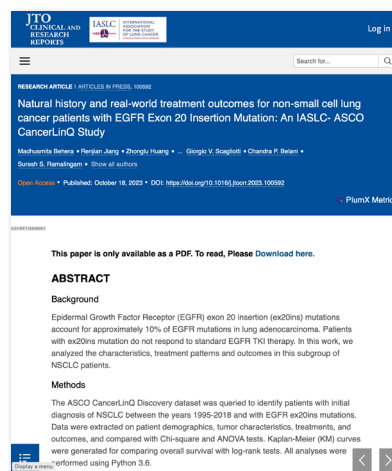 JTO
CLINICAL AND
RESEARCH
REPORTS
IASLC
INTERNATIONAL
ASSOCIATION
FOR THE STUDY
OF LUNG CANCER
Log in
Search for...
RESEARCH ARTICLE | ARTICLES IN PRESS, 100592
Natural history and real-world treatment outcomes for non-small cell lung
cancer patients with EGFR Exon 20 Insertion Mutation: An IASLC- ASCO
CancerLinQ Study
Madhusmita Behera • Renjian Jiang • Zhonglu Huang • ... Giorgio V. Scagliotti • Chandra P. Belani •
Suresh S. Ramalingam • Show all authors
Open Access • Published: October 18, 2023 • DOI: https://doi.org/10.1016/j.jtocrr.2023.100592
PlumX Metric
ADVERTISEMENT
This paper is only available as a PDF. To read, Please Download here.
ABSTRACT
Background
Epidermal Growth Factor Receptor (EGFR) exon 20 insertion (ex20ins) mutations
account for approximately 10% of EGFR mutations in lung adenocarcinoma. Patients
with ex20ins mutation do not respond to standard EGFR TKI therapy. In this work, we
analyzed the characteristics, treatment patterns and outcomes in this subgroup of
NSCLC patients.
Methods
The ASCO CancerLinQ Discovery dataset was queried to identify patients with initial
diagnosis of NSCLC between the years 1995-2018 and with EGFR ex20ins mutations.
Data were extracted on patient demographics, tumor characteristics, treatments, and
outcomes, and compared with Chi-square and ANOVA tests. Kaplan-Meier (KM) curves
were generated for comparing overall survival with log-rank tests. All analyses were
performed using Python 3.6.
Display a menu